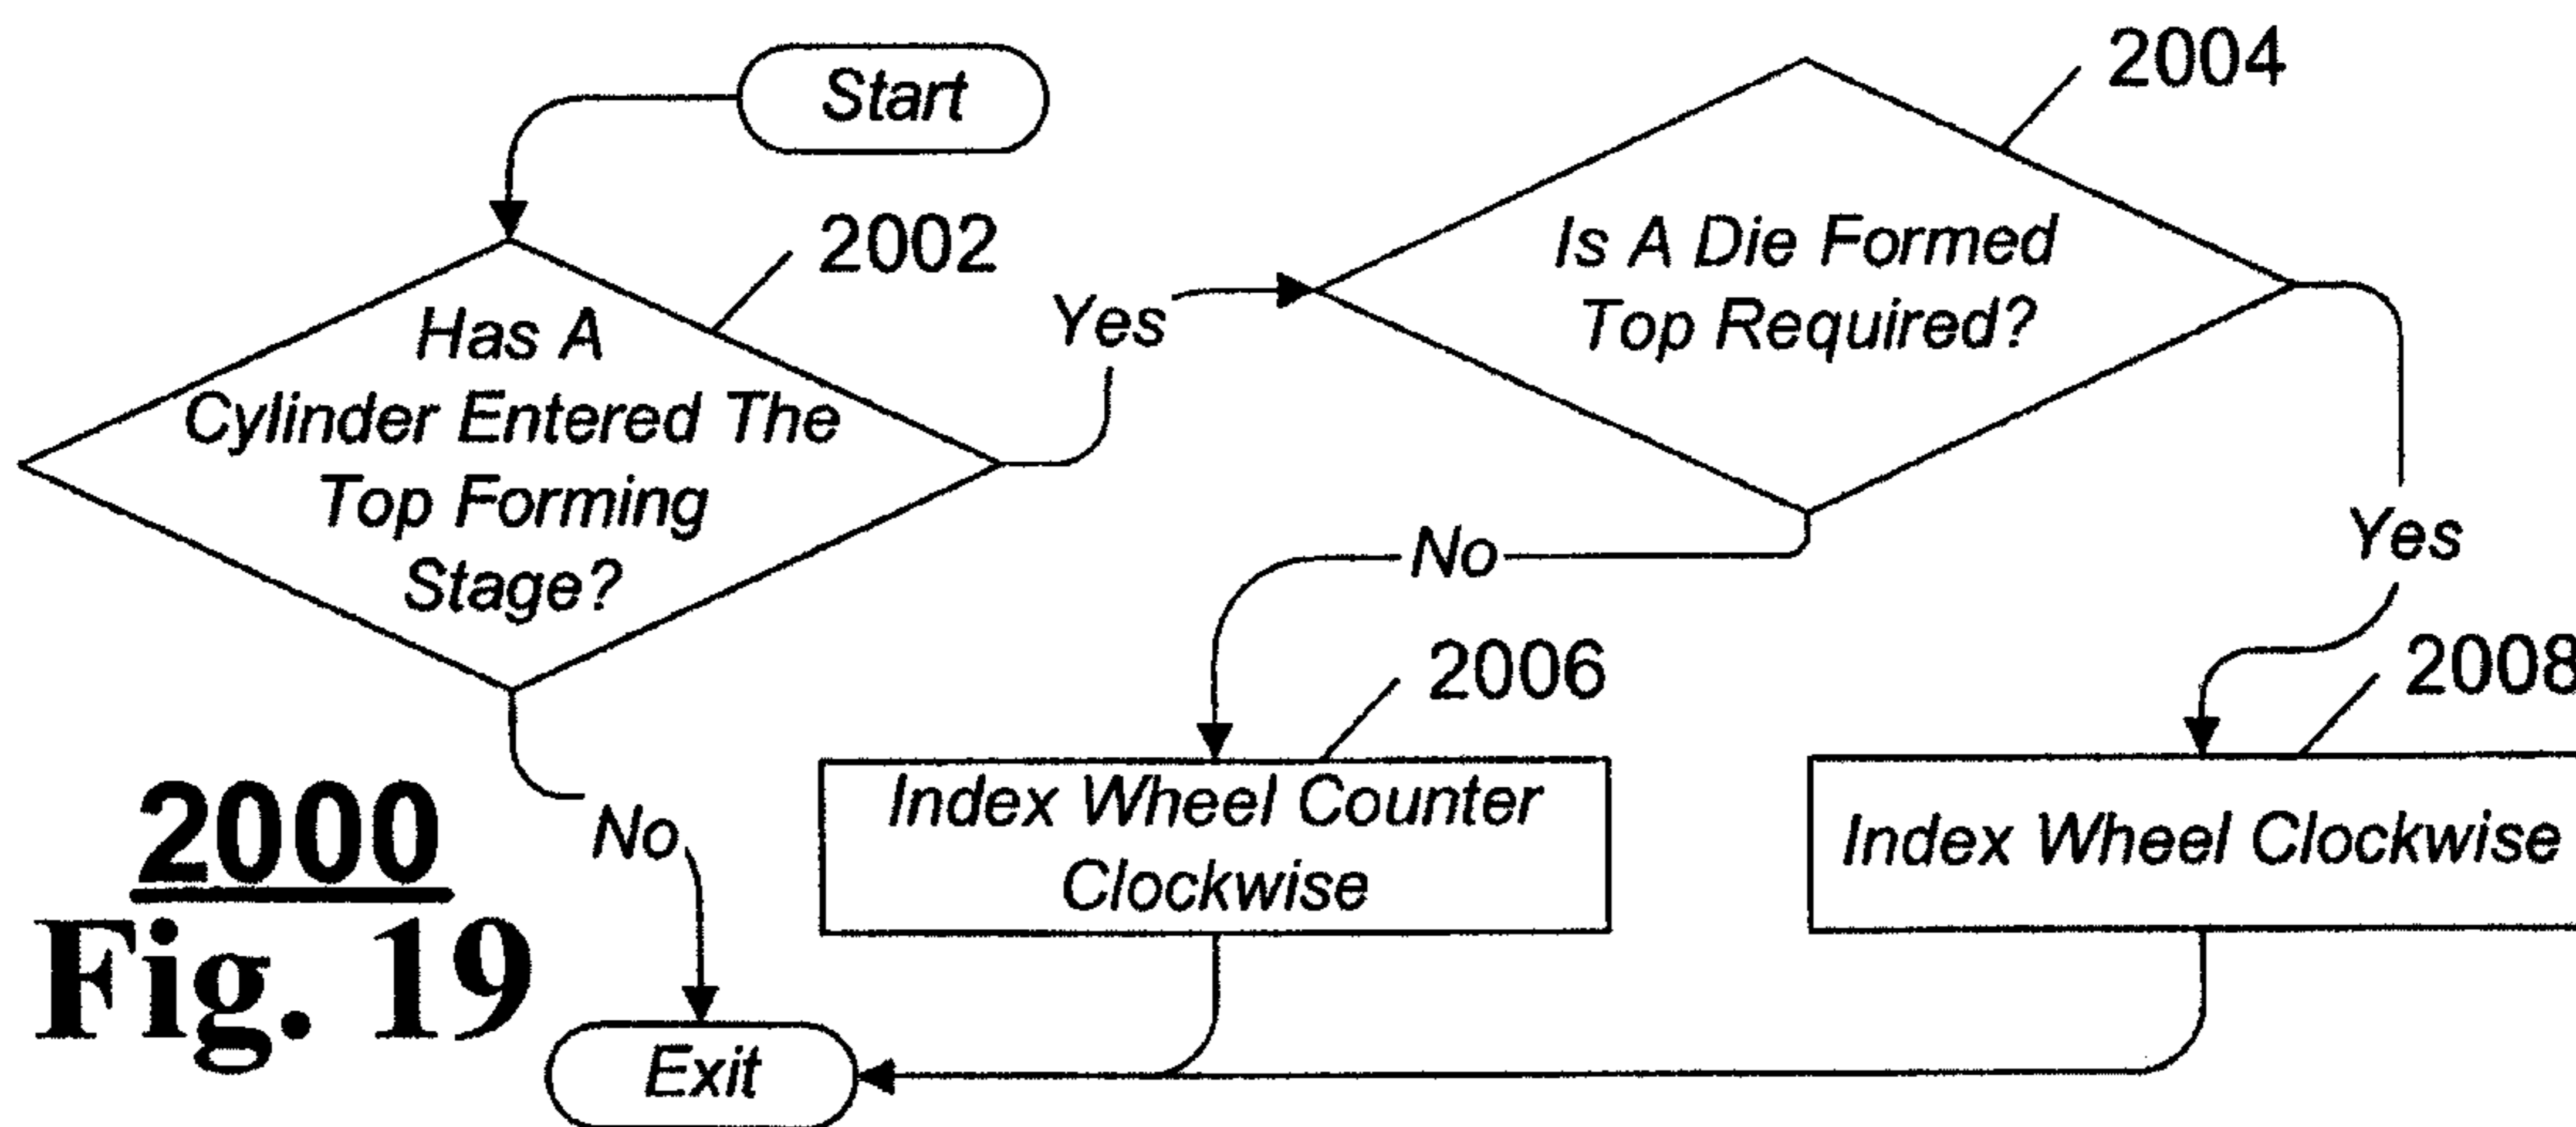 Start
2002
Has A
Cylinder Entered The
Top Forming
Stage?
Yes
2004
Is A Die Formed
Top Required?
No
Yes
2006
Index Wheel Counter
Clockwise
2008
Index Wheel Clockwise
No
Exit
2000
Fig. 19